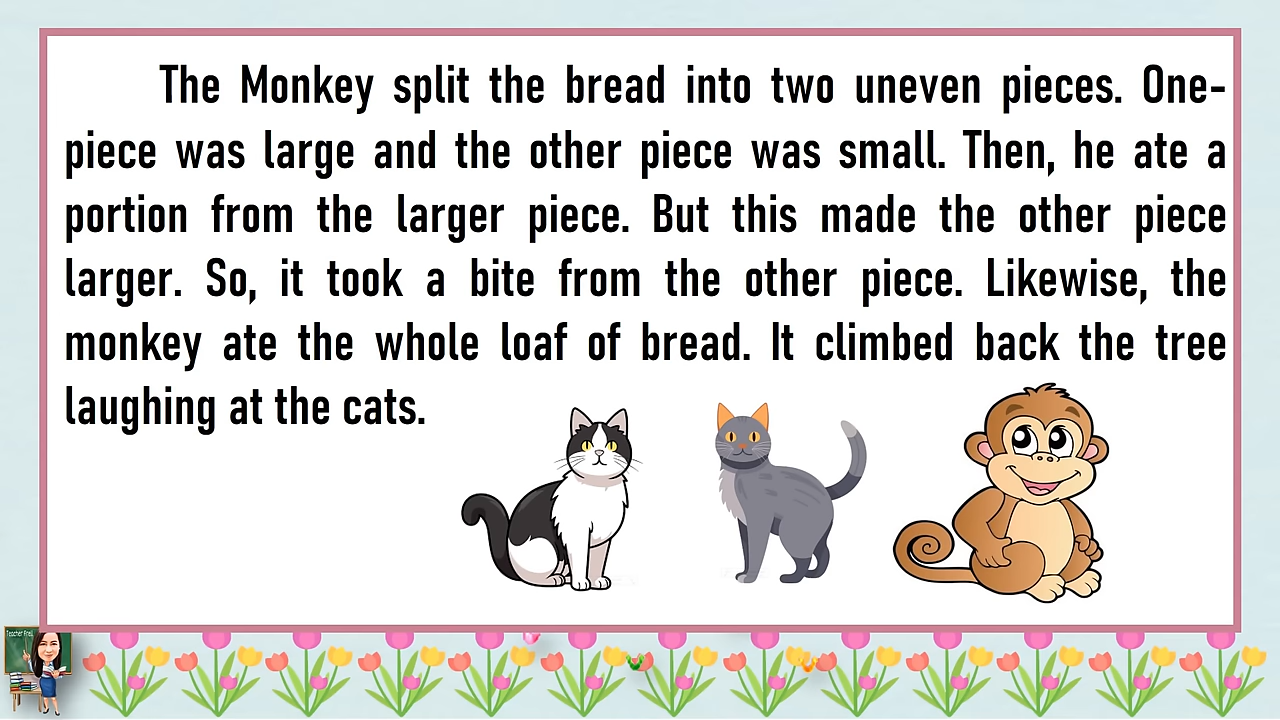 The Monkey split the bread into two uneven pieces. One-
piece was large and the other piece was small. Then, he ate a
portion from the larger piece. But this made the other piece
larger. So, it took a bite from the other piece. Likewise, the
monkey ate the whole loaf of bread. It climbed back the tree
laughing at the cats.